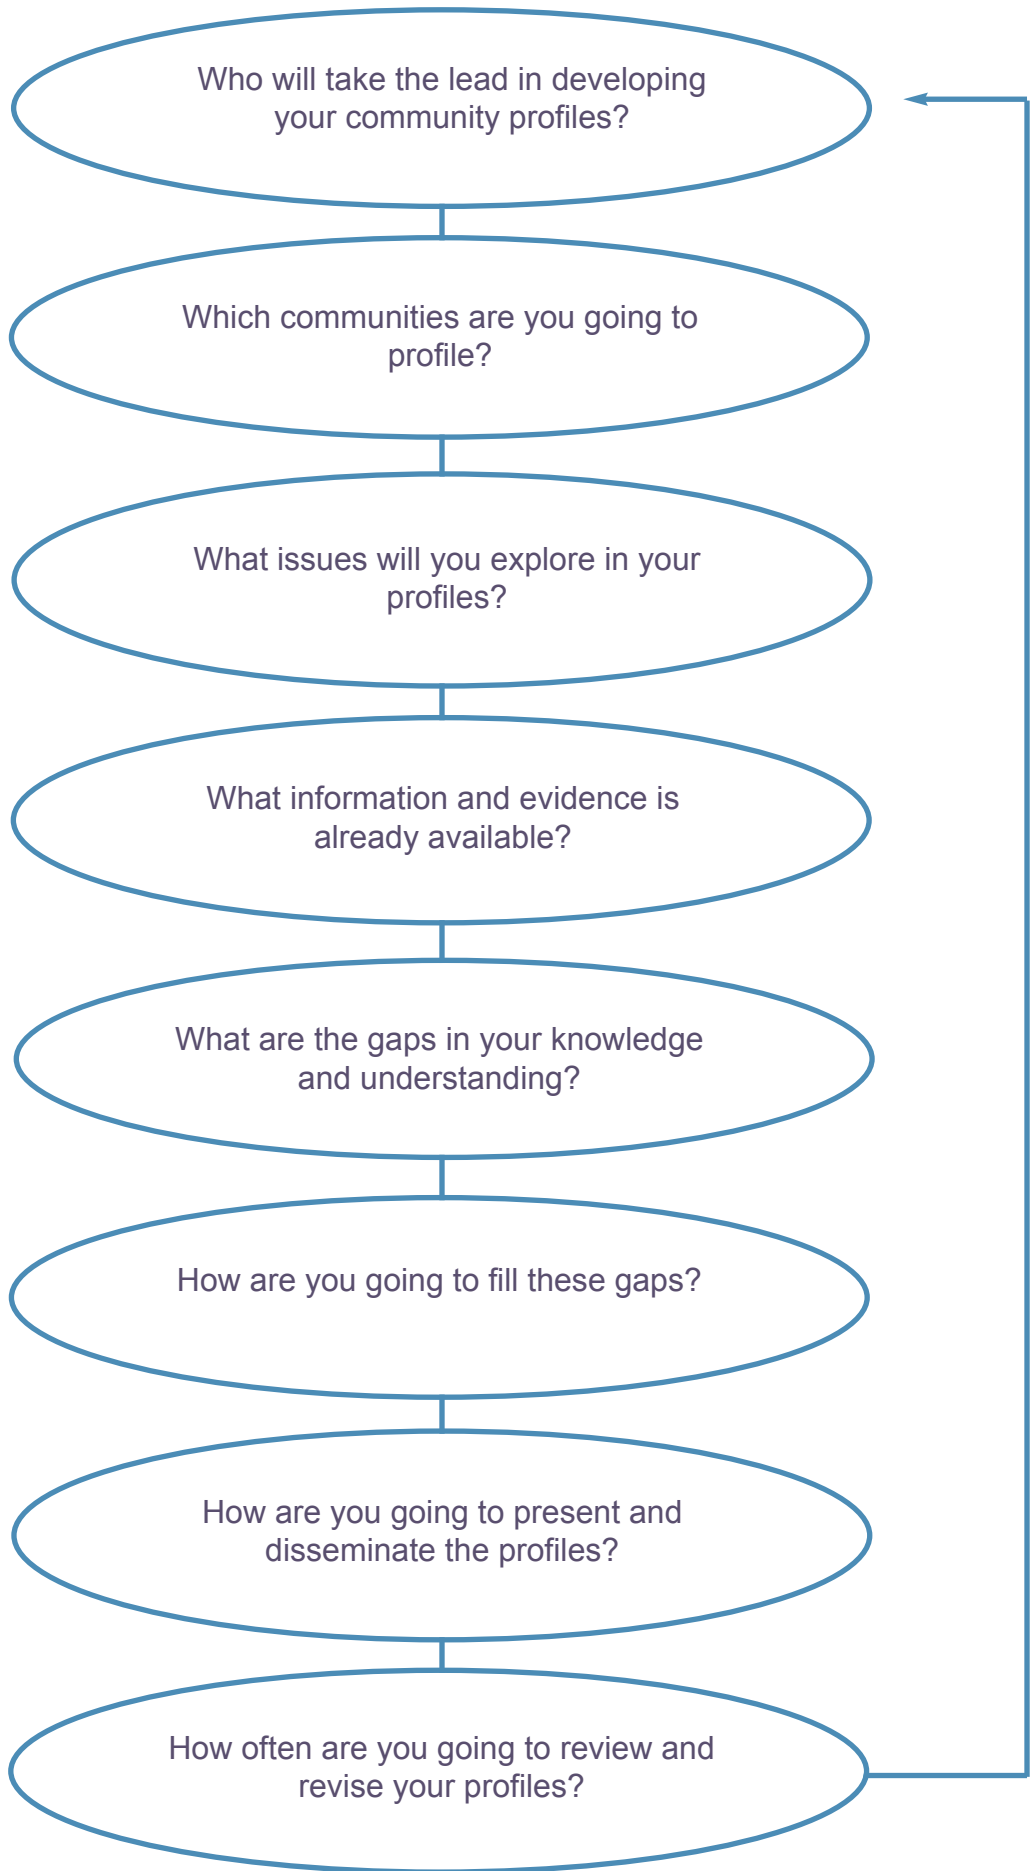 Who will take the lead in developing
your community profiles?
Which communities are you going to
profile?
What issues will you explore in your
profiles?
What information and evidence is
already available?
What are the gaps in your knowledge
and understanding?
How are you going to fill these gaps?
How are you going to present and
disseminate the profiles?
How often are you going to review and
revise your profiles?